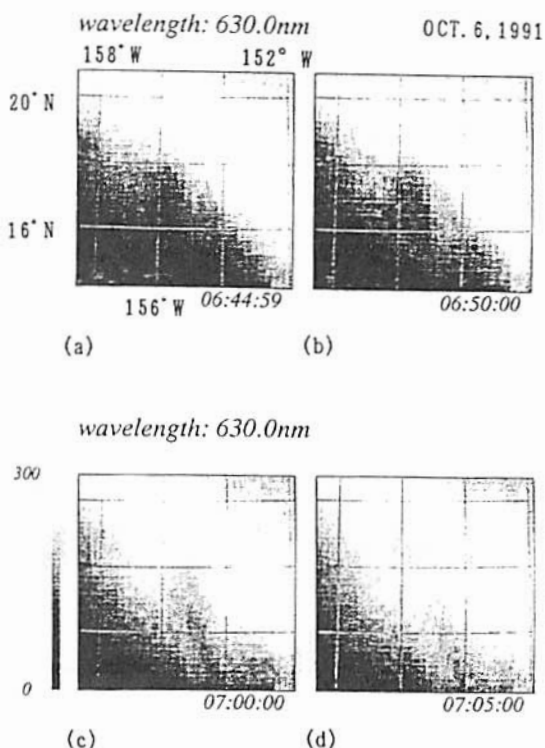 wavelength: 630.0nm OCT. 6, 1991
158°W 152° W
20°N
16°N
156°W 06:44:59 06:50:00
(a) (b)
wavelength: 630.0nm
300
0
07:00:00 07:05:00
(c) (d)